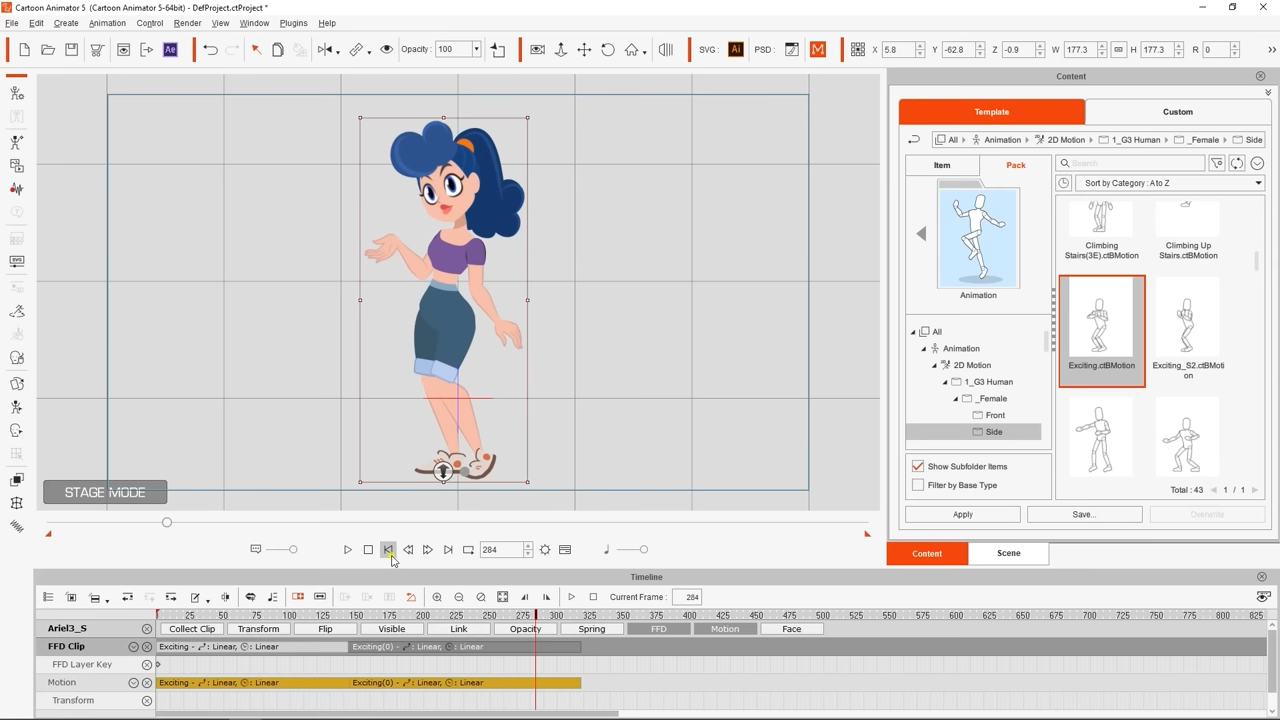 Cartoon Animator 5 (Cartoon Animator 5-64bit) - DefProject.ctProject *
File Edit Create Animation Control Render View Window Plugins Help
Ae Opacity : 100 SVG : Ai PSD : M X 5.8 Y -62.8 Z -0.9 W 177.3 H 177.3 R 0
Content
Template Custom
All Animation 2D Motion 1_G3 Human _Female Side
Item Pack Search
Sort by Category : A to Z
Climbing Stairs(3E).ctBMotion
Climbing Up Stairs.ctBMotion
Animation
All
Animation
2D Motion
1_G3 Human
_Female
Front
Side
Exciting.ctBMotion
Exciting_S2.ctBMoti
on
Show Subfolder Items
Filter by Base Type
Total : 43 1 / 1
Apply Save... Overwrite
Content Scene
STAGE MODE
284
Timeline
Current Frame : 284
25 50 75 100 125 150 175 200 225 250 275 300 325 350 375 400 425 450 475 500 525 550 575 600 625 650 675 700 725 750 775 800 825
Ariel3_S Collect Clip Transform Flip Visible Link Opacity Spring FFD Motion Face
FFD Clip Exciting - : Linear, : Linear Exciting(0) - : Linear, : Linear
FFD Layer Key
Motion Exciting - : Linear, : Linear Exciting(0) - : Linear, : Linear
Transform